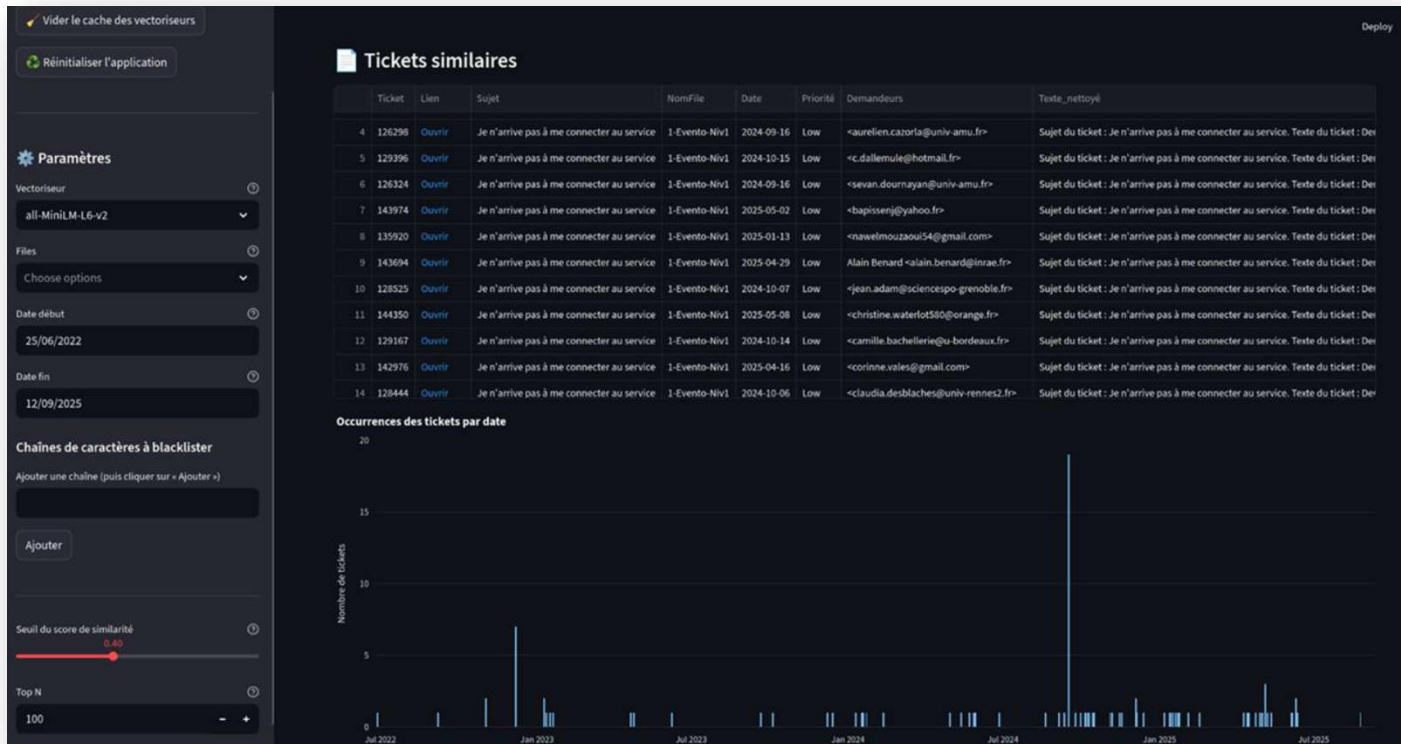 Vider le cache des vectoriseurs
Réinitialiser l'application
Paramètres
Vectoriseur
all-MiniLM-L6-v2
Files
Choose options
Date début
25/06/2022
Date fin
12/09/2025
Chaînes de caractères à blacklister
Ajouter une chaîne (puis cliquer sur « Ajouter »)
Ajouter
Seuil du score de similarité
0.40
Top N
100
- +
Deploy
Tickets similaires
Ticket Lien Sujet NomFile Date Priorité Demandeurs Texte_nettoyé
4 126298 Ouvrir Je n'arrive pas à me connecter au service 1-Evento-Niv1 2024-09-16 Low <aurelien.cazorla@univ-amu.fr> Sujet du ticket : Je n'arrive pas à me connecter au service. Texte du ticket : Der
5 129396 Ouvrir Je n'arrive pas à me connecter au service 1-Evento-Niv1 2024-10-15 Low <c.dallemule@hotmail.fr> Sujet du ticket : Je n'arrive pas à me connecter au service. Texte du ticket : Der
6 126324 Ouvrir Je n'arrive pas à me connecter au service 1-Evento-Niv1 2024-09-16 Low <sevan.dournayan@univ-amu.fr> Sujet du ticket : Je n'arrive pas à me connecter au service. Texte du ticket : Der
7 143974 Ouvrir Je n'arrive pas à me connecter au service 1-Evento-Niv1 2025-05-02 Low <bapissenj@yahoo.fr> Sujet du ticket : Je n'arrive pas à me connecter au service. Texte du ticket : Der
8 135920 Ouvrir Je n'arrive pas à me connecter au service 1-Evento-Niv1 2025-01-13 Low <nawelmouzaoui54@gmail.com> Sujet du ticket : Je n'arrive pas à me connecter au service. Texte du ticket : Der
9 143694 Ouvrir Je n'arrive pas à me connecter au service 1-Evento-Niv1 2025-04-29 Low Alain Benard <alain.benard@inrae.fr> Sujet du ticket : Je n'arrive pas à me connecter au service. Texte du ticket : Der
10 128525 Ouvrir Je n'arrive pas à me connecter au service 1-Evento-Niv1 2024-10-07 Low <jean.adam@sciencespo-grenoble.fr> Sujet du ticket : Je n'arrive pas à me connecter au service. Texte du ticket : Der
11 144350 Ouvrir Je n'arrive pas à me connecter au service 1-Evento-Niv1 2025-05-08 Low <christine.waterlot580@orange.fr> Sujet du ticket : Je n'arrive pas à me connecter au service. Texte du ticket : Der
12 129167 Ouvrir Je n'arrive pas à me connecter au service 1-Evento-Niv1 2024-10-14 Low <camille.bachellerie@u-bordeaux.fr> Sujet du ticket : Je n'arrive pas à me connecter au service. Texte du ticket : Der
13 142976 Ouvrir Je n'arrive pas à me connecter au service 1-Evento-Niv1 2025-04-16 Low <corinne.vales@gmail.com> Sujet du ticket : Je n'arrive pas à me connecter au service. Texte du ticket : Der
14 128444 Ouvrir Je n'arrive pas à me connecter au service 1-Evento-Niv1 2024-10-06 Low <claudia.desblaches@univ-rennes2.fr> Sujet du ticket : Je n'arrive pas à me connecter au service. Texte du ticket : Der
Occurrences des tickets par date
Nombre de tickets
20
15
10
5
0
Jul 2022 Jan 2023 Jul 2023 Jan 2024 Jul 2024 Jan 2025 Jul 2025